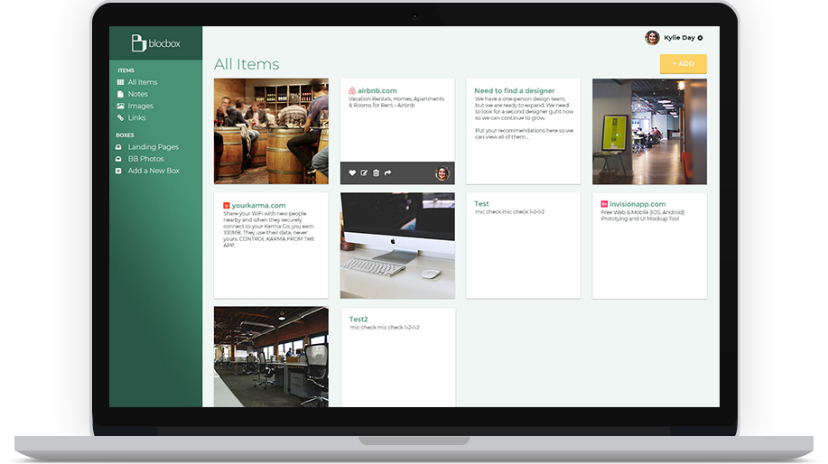 blocbox
Kylie Day
ITEMS
All Items
Notes
Images
Links
BOXES
Landing Pages
BB Photos
Add a New Box
All Items
+ ADD
airbnb.com
Vacation Rentals, Homes, Apartments
& Rooms for Rent - Airbnb
Need to find a designer
We have a one-person design team,
but we are ready to expand. We need
to look for a second designer guht now
so we can continue to grow.
Put your recommendations here so we
can view all of them...
yourkarma.com
Share your WiFi with new people
nearby and when they securely
connect to your Karma Go, you earn
100MB. They use their data, never
yours. CONTROL KARMA FROM THE
APP.
Test
mic check mic check 1-2-1-2
in invisionapp.com
Free Web & Mobile (iOS, Android)
Prototyping and UI Mockup Tool
Test2
mic check mic check 1-2-1-2